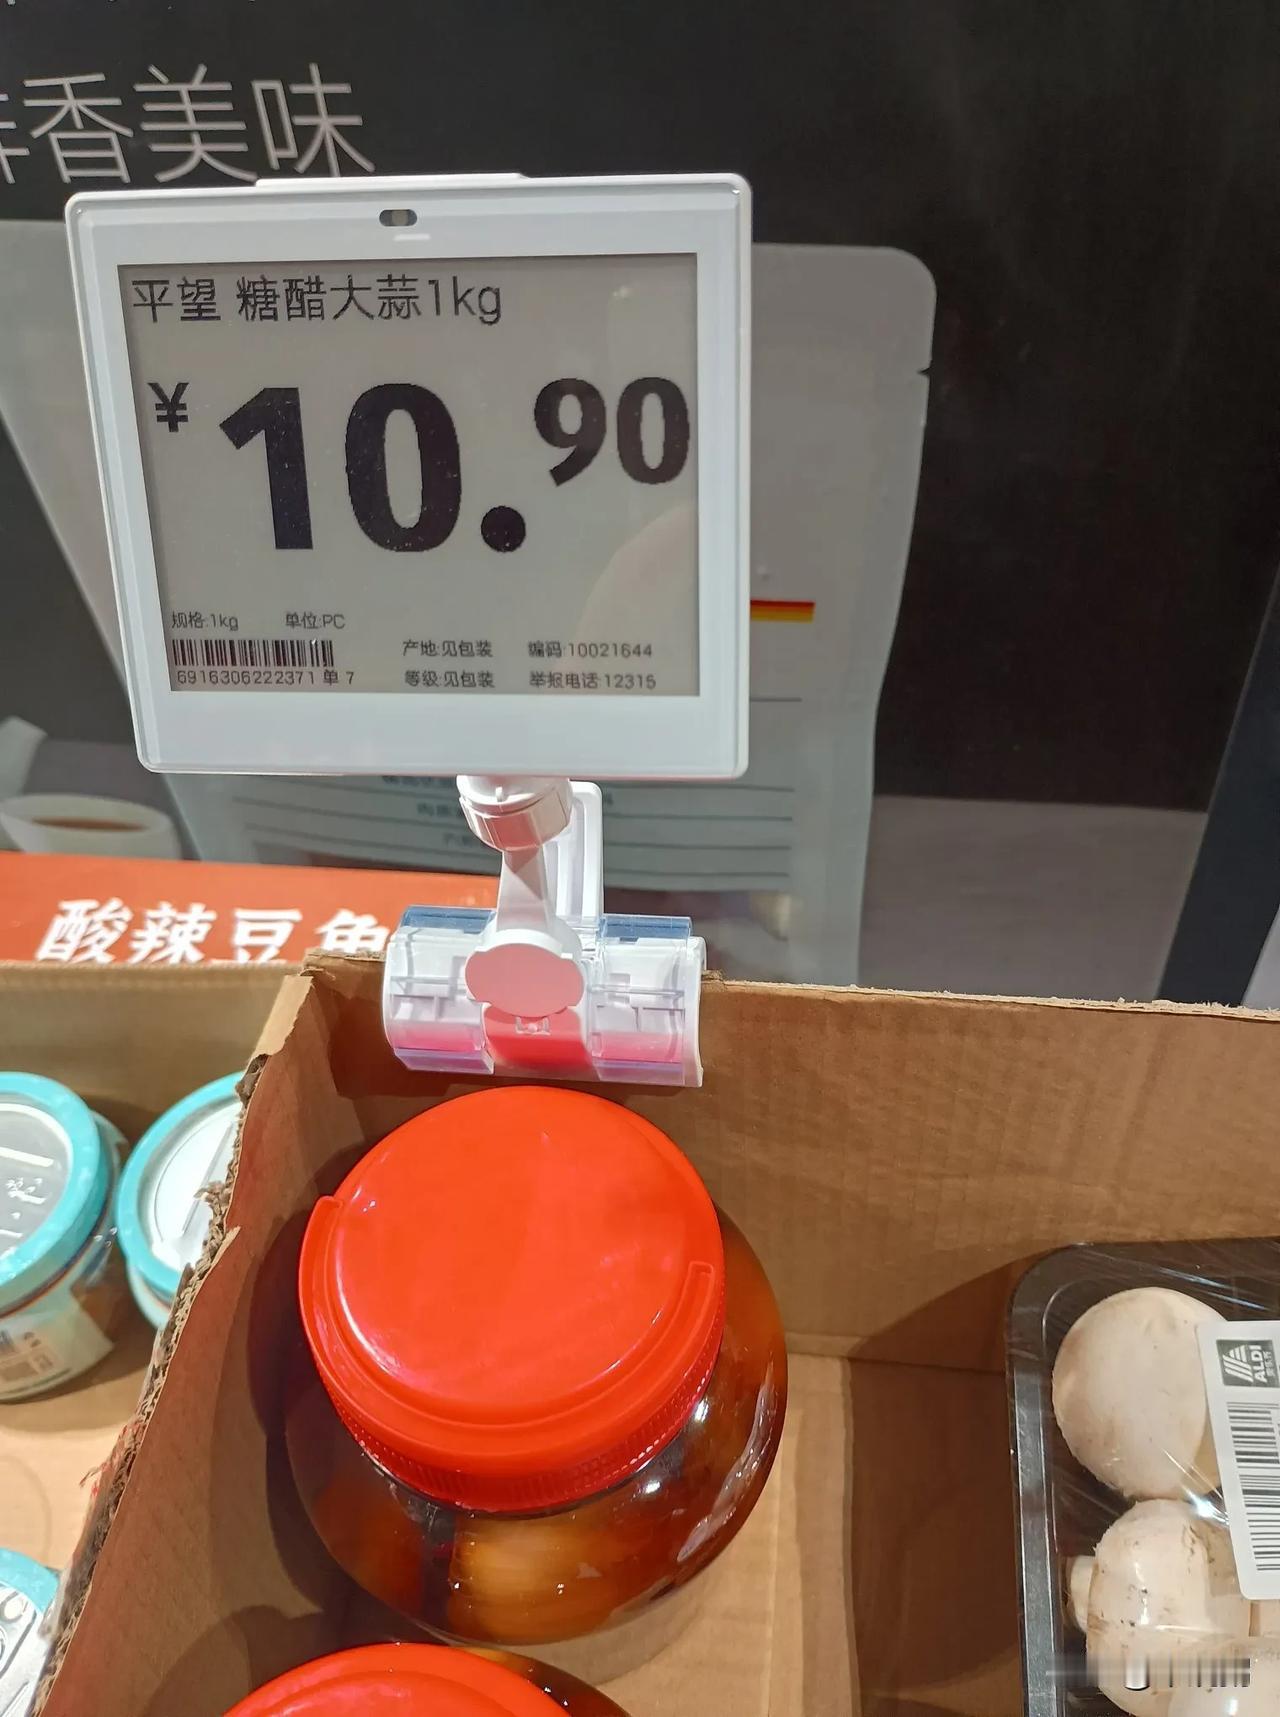 香美味
平望 糖醋大蒜1kg
¥10.90
规格:1kg 单位:PC
产地:见包装 编码:10021644
6916306222371 单 7
等级:见包装 举报电话:12315
酸辣豆角
ALDI